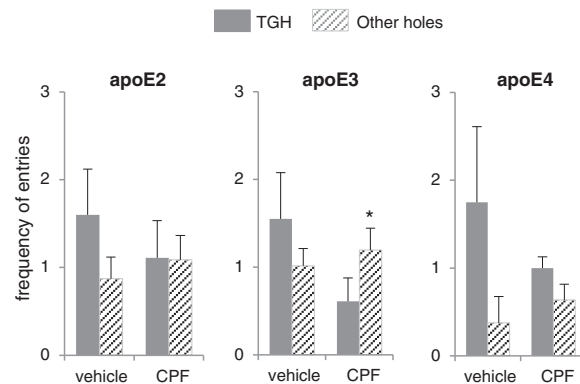 TGH Other holes
apoE2 apoE3 apoE4
frequency of entries
3 3 3
2 2 2
*
1 1 1
0 0 0
vehicle CPF vehicle CPF vehicle CPF